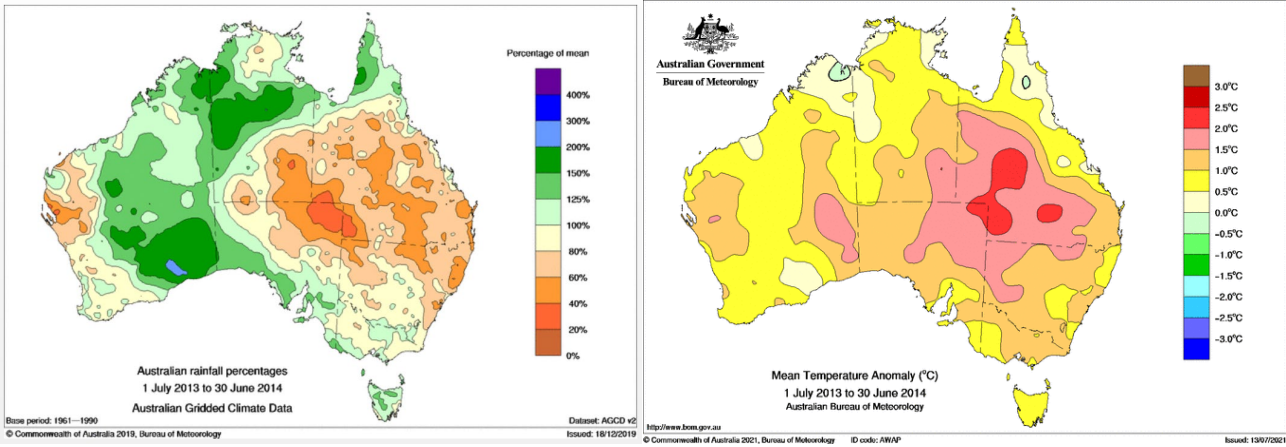 Percentage of mean
400%
300%
200%
150%
125%
100%
80%
60%
40%
20%
0%
Australian rainfall percentages
1 July 2013 to 30 June 2014
Australian Gridded Climate Data
Base period: 1961—1990
Dataset: AGCD v2
© Commonwealth of Australia 2019, Bureau of Meteorology
Issued: 18/12/2019
Australian Government
Bureau of Meteorology
3.0°C
2.5°C
2.0°C
1.5°C
1.0°C
0.5°C
0.0°C
−0.5°C
−1.0°C
−1.5°C
−2.0°C
−2.5°C
−3.0°C
Mean Temperature Anomaly (°C)
1 July 2013 to 30 June 2014
Australian Bureau of Meteorology
http://www.bom.gov.au
© Commonwealth of Australia 2021, Bureau of Meteorology
ID code: AWAP
Issued: